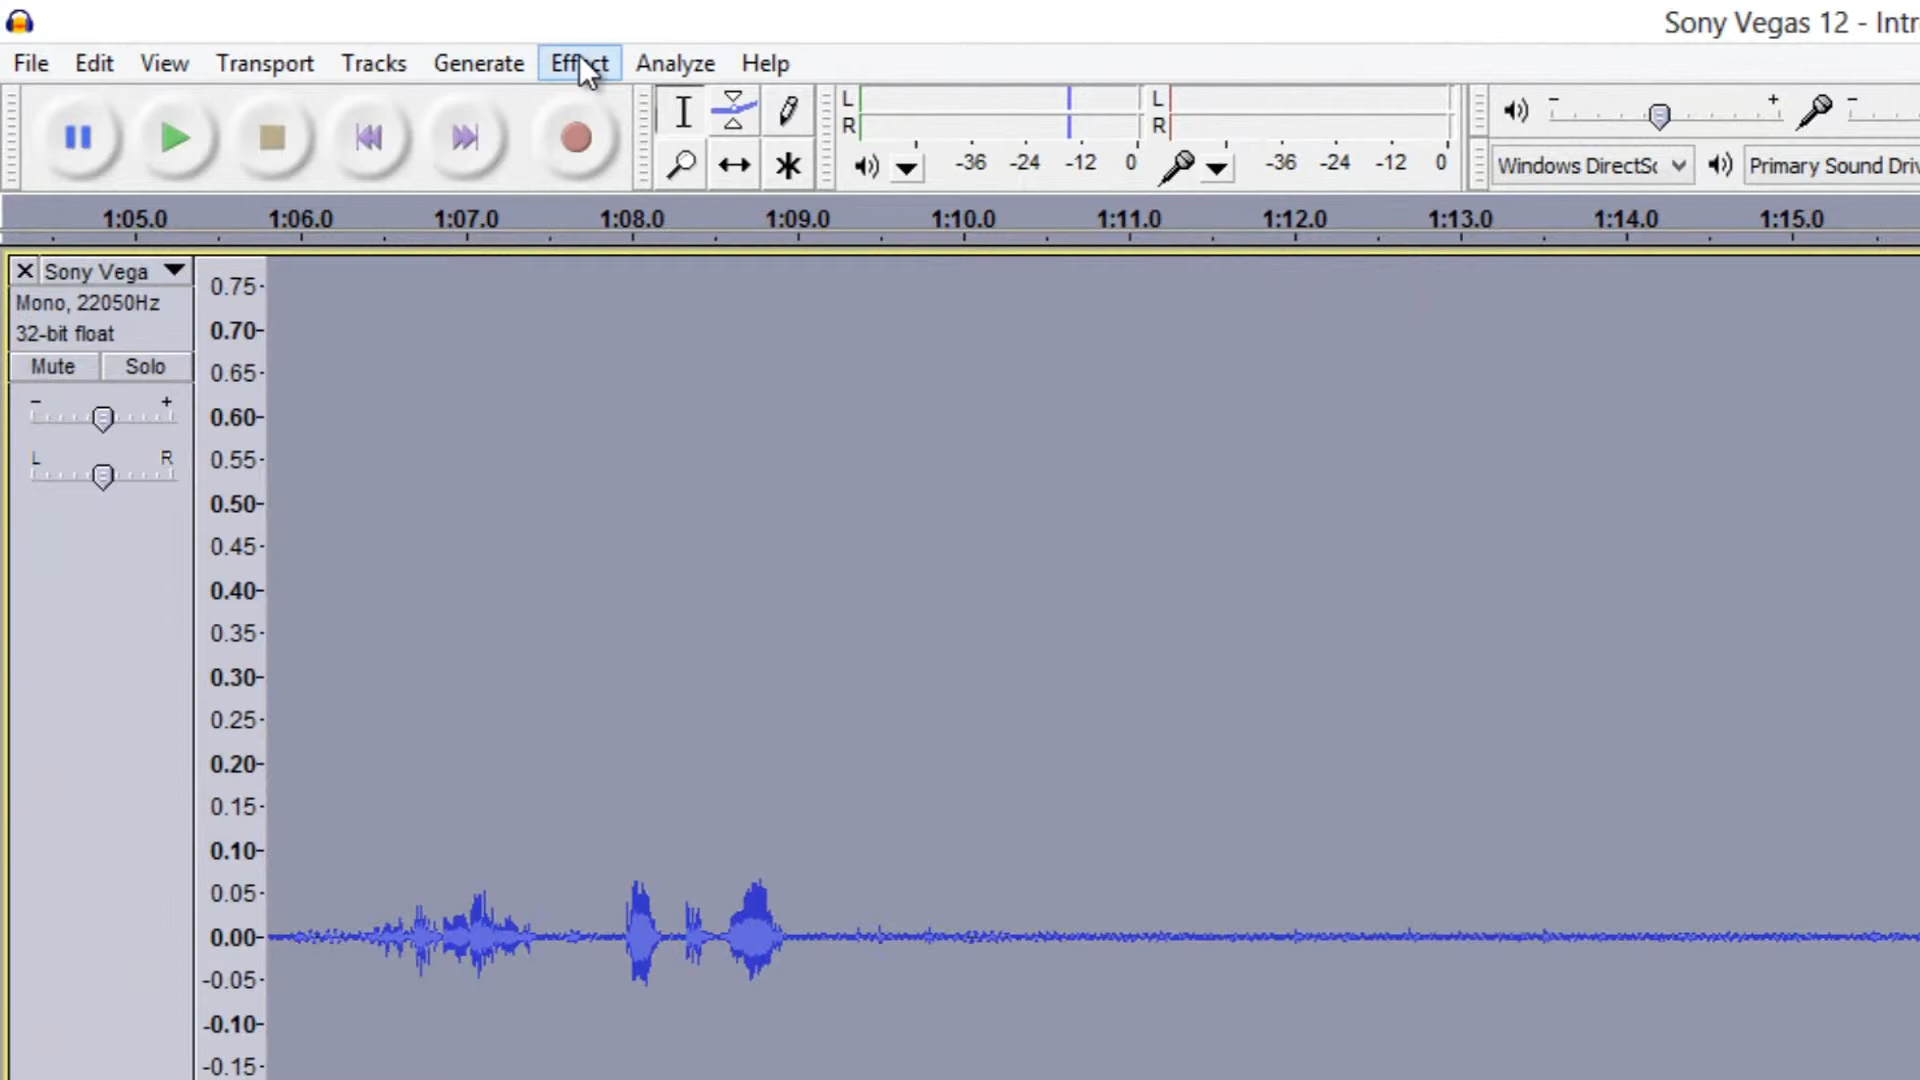 Sony Vegas 12 - Intr
File Edit View Transport Tracks Generate Effect Analyze Help
L
R
-36 -24 -12 0
L
R
-36 -24 -12 0
- +
-
Windows DirectSc
Primary Sound Driv
1:05.0 1:06.0 1:07.0 1:08.0 1:09.0 1:10.0 1:11.0 1:12.0 1:13.0 1:14.0 1:15.0
X Sony Vega
Mono, 22050Hz
32-bit float
Mute Solo
- +
L R
0.75
0.70
0.65
0.60
0.55
0.50
0.45
0.40
0.35
0.30
0.25
0.20
0.15
0.10
0.05
0.00
-0.05
-0.10
-0.15